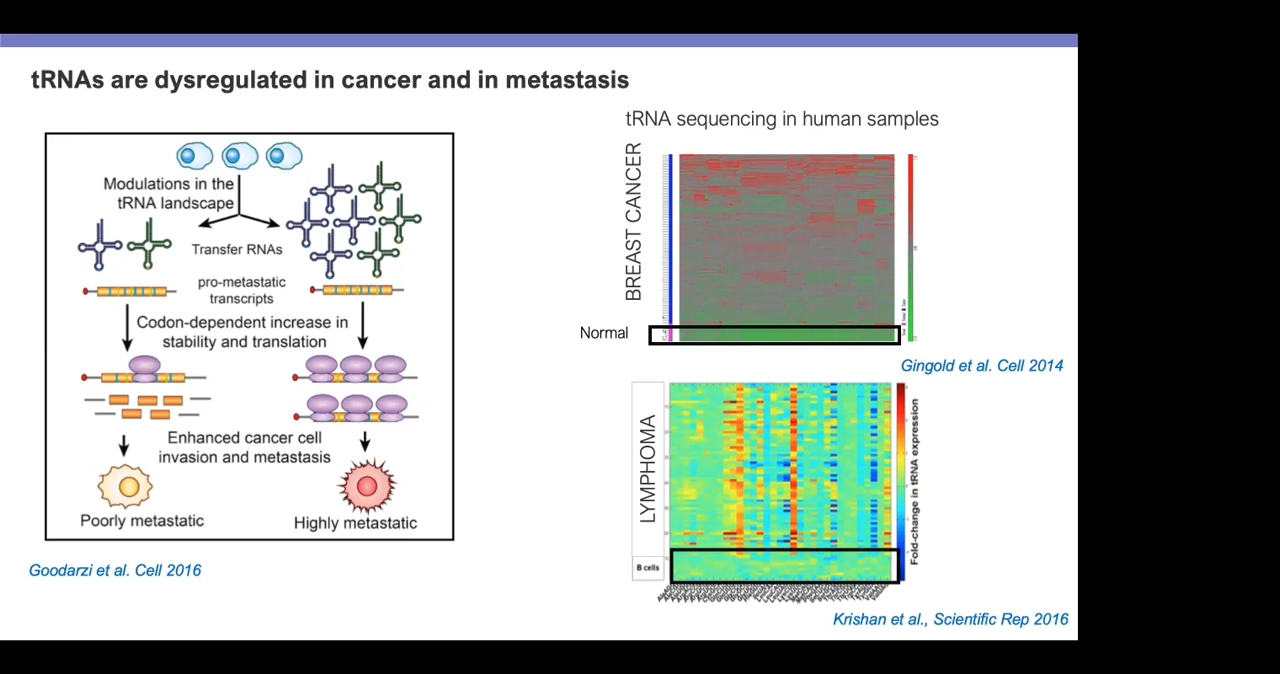 tRNAs are dysregulated in cancer and in metastasis
Modulations in the
tRNA landscape
Transfer RNAs
pro-metastatic
transcripts
Codon-dependent increase in
stability and translation
Enhanced cancer cell
invasion and metastasis
Poorly metastatic
Highly metastatic
Goodarzi et al. Cell 2016
tRNA sequencing in human samples
BREAST CANCER
Normal
Gingold et al. Cell 2014
LYMPHOMA
B cells
Fold-change in tRNA expression
Krishan et al., Scientific Rep 2016